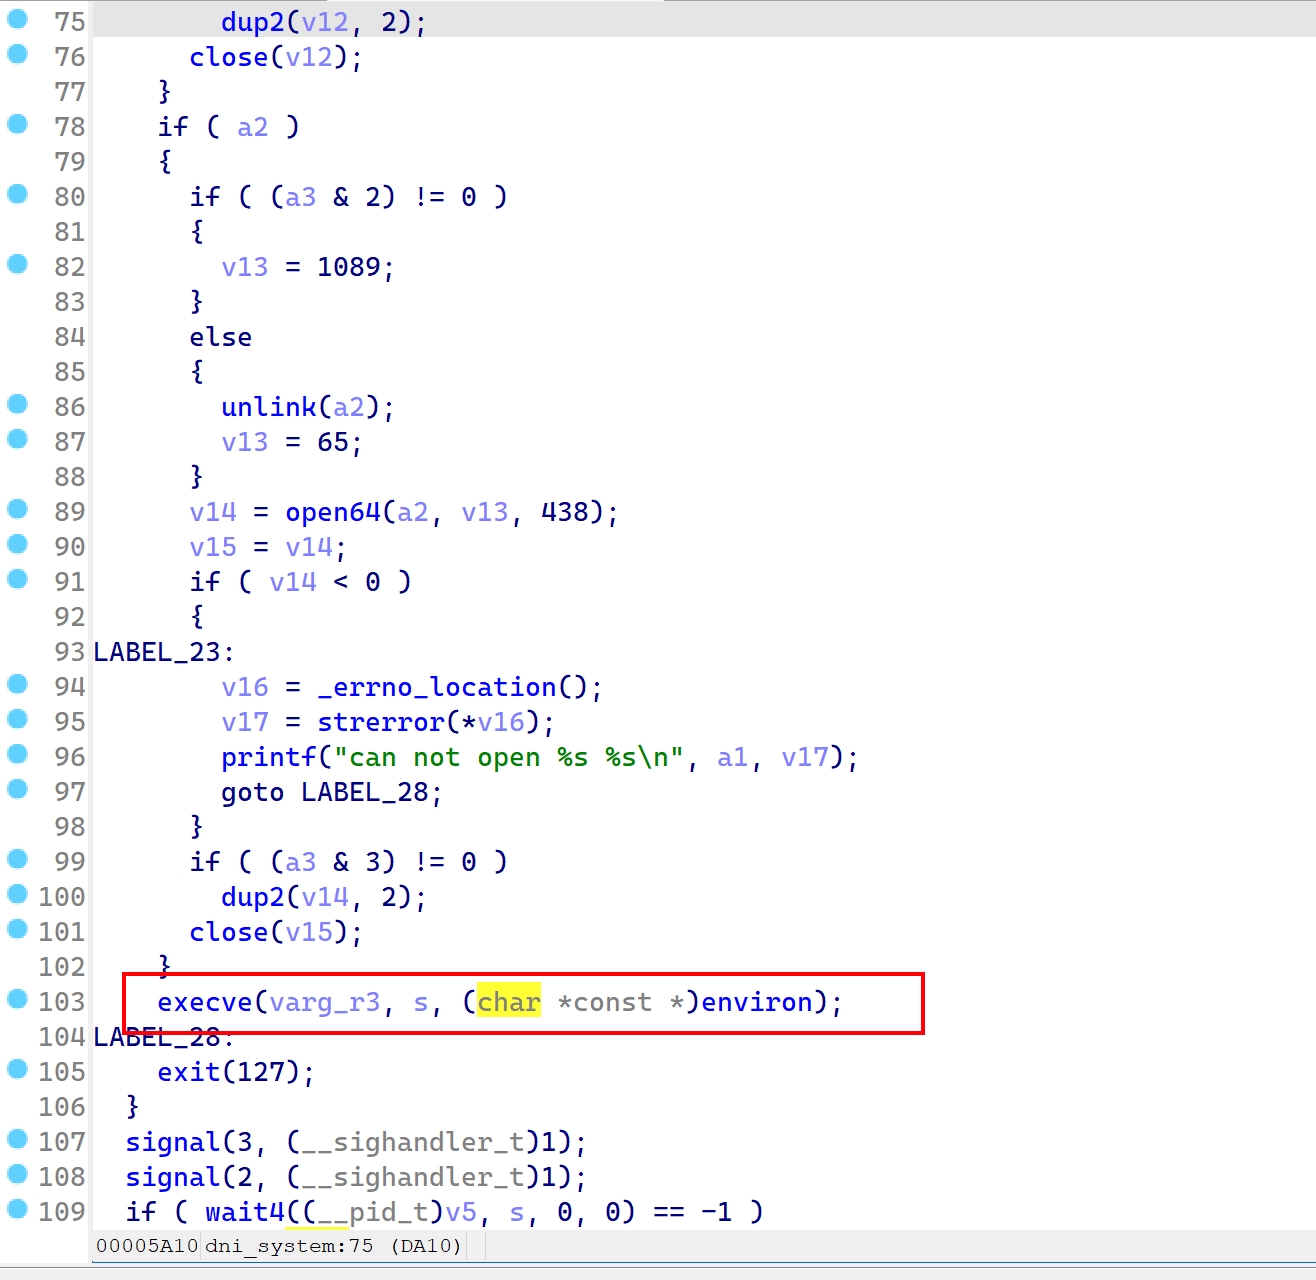 75 dup2(v12, 2);
76 close(v12);
77 }
78 if ( a2 )
79 {
80 if ( (a3 & 2) != 0 )
81 {
82 v13 = 1089;
83 }
84 else
85 {
86 unlink(a2);
87 v13 = 65;
88 }
89 v14 = open64(a2, v13, 438);
90 v15 = v14;
91 if ( v14 < 0 )
92 {
93 LABEL_23:
94 v16 = _errno_location();
95 v17 = strerror(*v16);
96 printf("can not open %s %s\n", a1, v17);
97 goto LABEL_28;
98 }
99 if ( (a3 & 3) != 0 )
100 dup2(v14, 2);
101 close(v15);
102 }
103 execve(varg_r3, s, (char *const *)environ);
104 LABEL_28:
105 exit(127);
106 }
107 signal(3, (__sighandler_t)1);
108 signal(2, (__sighandler_t)1);
109 if ( wait4((__pid_t)v5, s, 0, 0) == -1 )
00005A10 dni_system:75 (DA10)